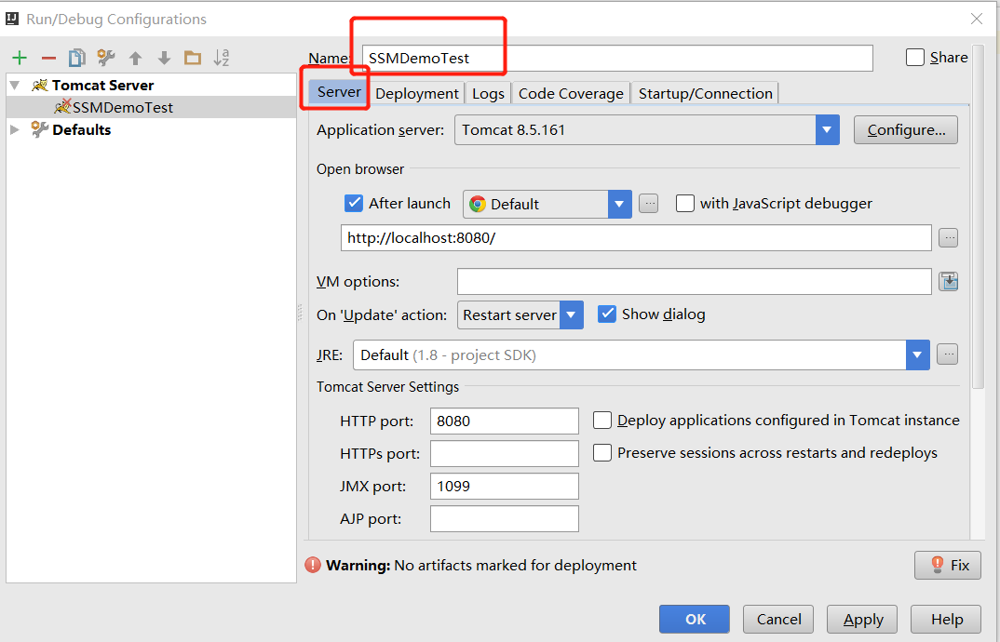 Run/Debug Configurations
Name: SSMDemoTest Share
Tomcat Server
SSMDemoTest
Defaults
Server Deployment Logs Code Coverage Startup/Connection
Application server: Tomcat 8.5.161 Configure...
Open browser
After launch Default ... with JavaScript debugger
http://localhost:8080/ ...
VM options:
On 'Update' action: Restart server Show dialog
JRE: Default (1.8 - project SDK) ...
Tomcat Server Settings
HTTP port: 8080 Deploy applications configured in Tomcat instance
HTTPs port: Preserve sessions across restarts and redeploys
JMX port: 1099
AJP port:
Warning: No artifacts marked for deployment Fix
OK Cancel Apply Help